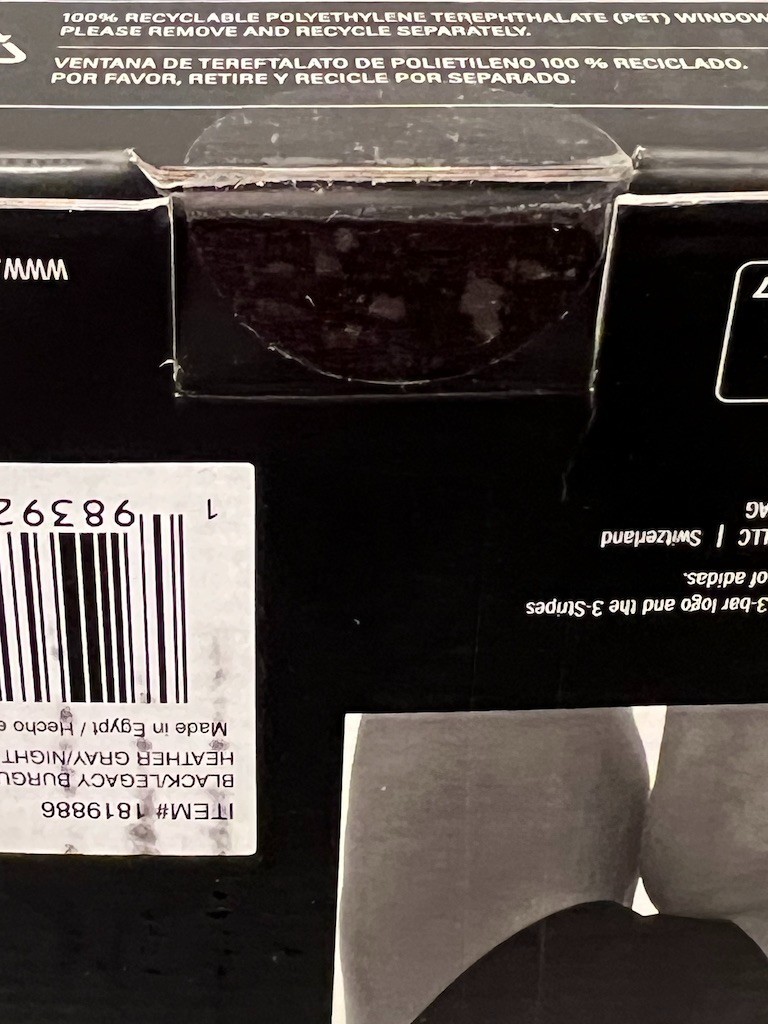 100% RECYCLABLE POLYETHYLENE TEREPHTHALATE (PET) WINDOW
PLEASE REMOVE AND RECYCLE SEPARATELY.
VENTANA DE TEREFTALATO DE POLIETILENO 100 % RECICLADO.
POR FAVOR, RETIRE Y RECICLE POR SEPARADO.
www.
ITEM# 1819886
BLACK/LEGACY BURGU
HEATHER GRAY/NIGHT
Made in Egypt / Hecho e
1 98392
3-bar logo and the 3-Stripes
of adidas.
LLC | Switzerland
AG